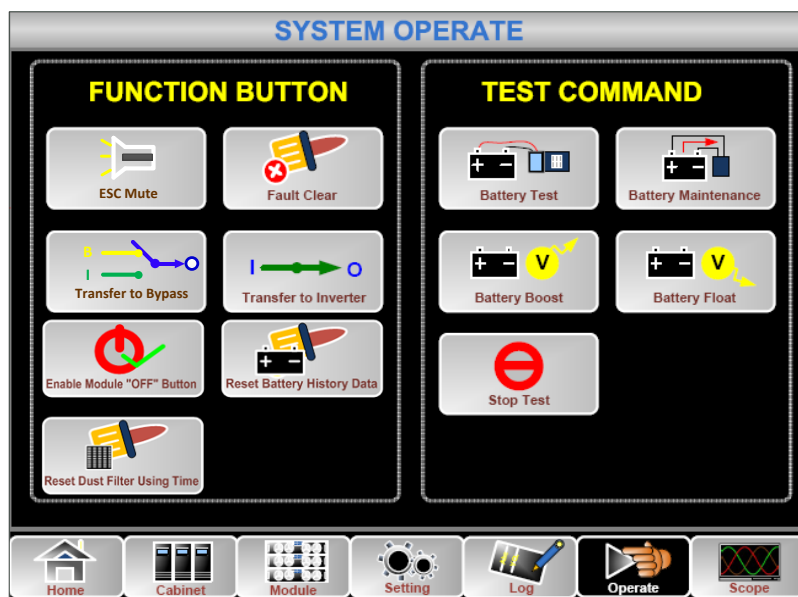 SYSTEM OPERATE
FUNCTION BUTTON
ESC Mute
Fault Clear
B
I
Transfer to Bypass
I O
Transfer to Inverter
Enable Module "OFF" Button
Reset Battery History Data
Reset Dust Filter Using Time
TEST COMMAND
Battery Test
Battery Maintenance
V
Battery Boost
V
Battery Float
Stop Test
Home
Cabinet
Module
Setting
Log
Operate
Scope